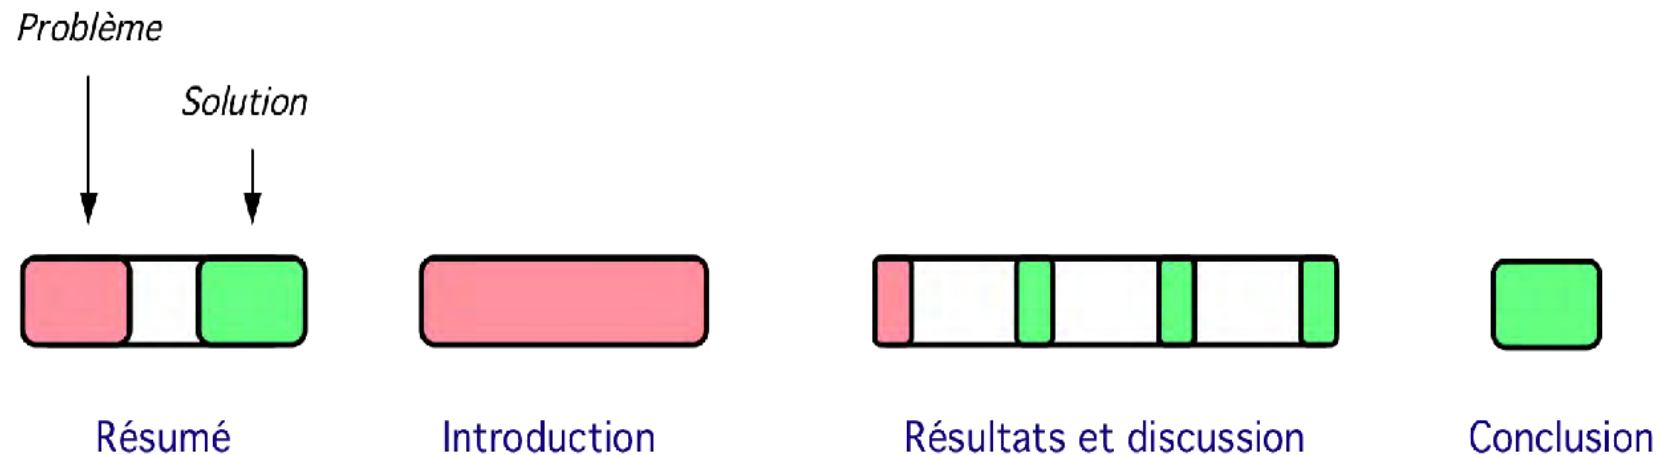 Problème
Solution
Résumé
Introduction
Résultats et discussion
Conclusion